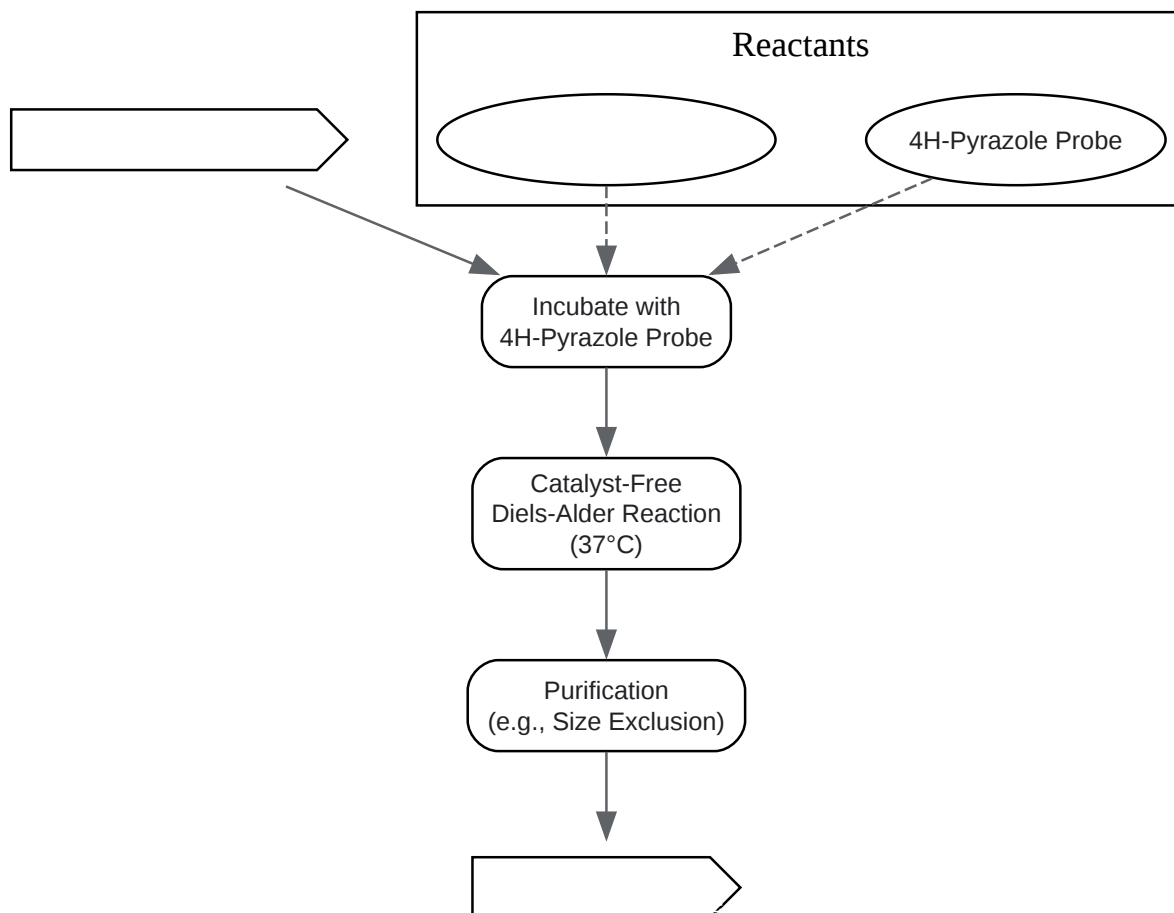 Reactants
4H-Pyrazole Probe
Incubate with
4H-Pyrazole Probe
Catalyst-Free
Diels-Alder Reaction
(37°C)
Purification
(e.g., Size Exclusion)